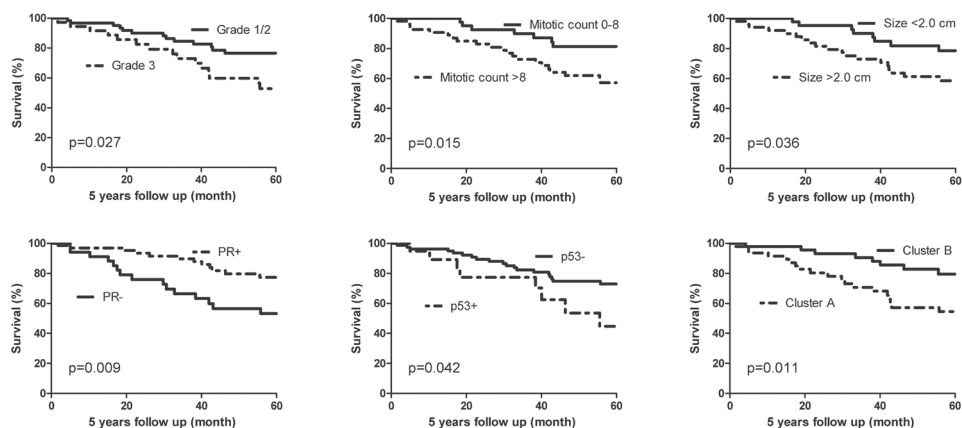 100
80
60
40
20
0
Survival (%)
Grade 1/2
Grade 3
p=0.027
0 20 40 60
5 years follow up (month)
100
80
60
40
20
0
Survival (%)
Mitotic count 0-8
Mitotic count >8
p=0.015
0 20 40 60
5 years follow up (month)
100
80
60
40
20
0
Survival (%)
Size <2.0 cm
Size >2.0 cm
p=0.036
0 20 40 60
5 years follow up (month)
100
80
60
40
20
0
Survival (%)
PR+
PR-
p=0.009
0 20 40 60
5 years follow up (month)
100
80
60
40
20
0
Survival (%)
p53-
p53+
p=0.042
0 20 40 60
5 years follow up (month)
100
80
60
40
20
0
Survival (%)
Cluster B
Cluster A
p=0.011
0 20 40 60
5 years follow up (month)